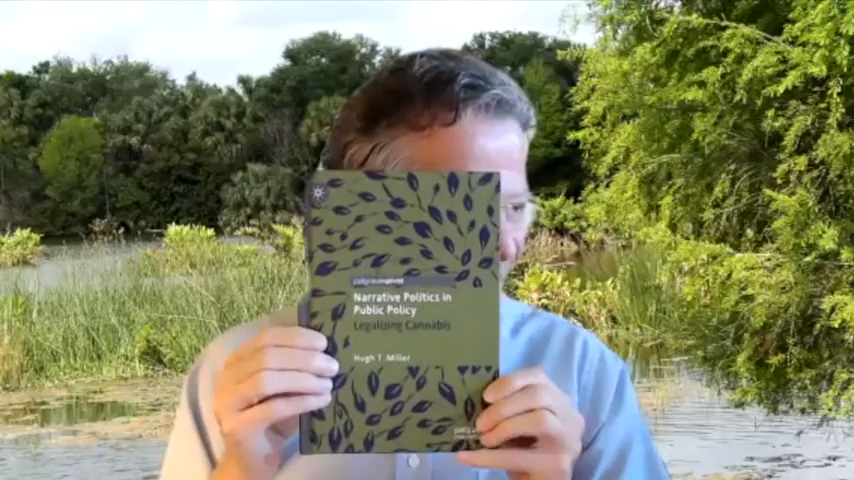 Narrative Politics in
Public Policy
Legalizing Cannabis
Hugh T. Miller